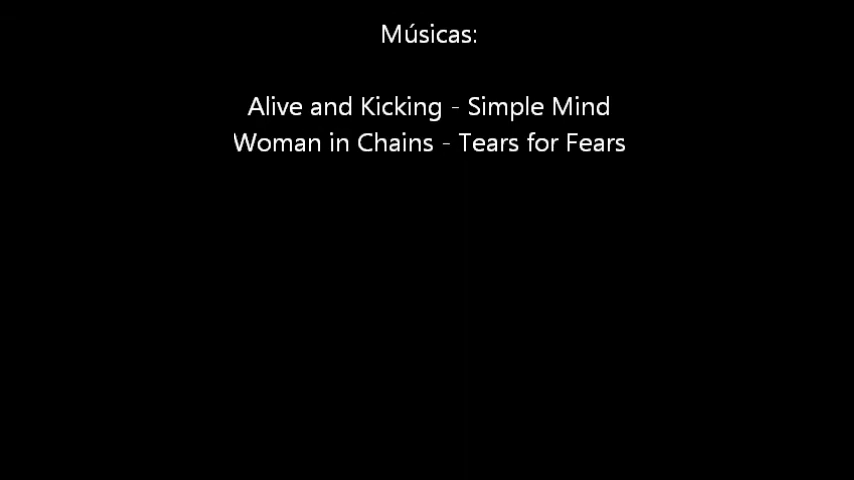 Músicas:
Alive and Kicking - Simple Mind
Woman in Chains - Tears for Fears